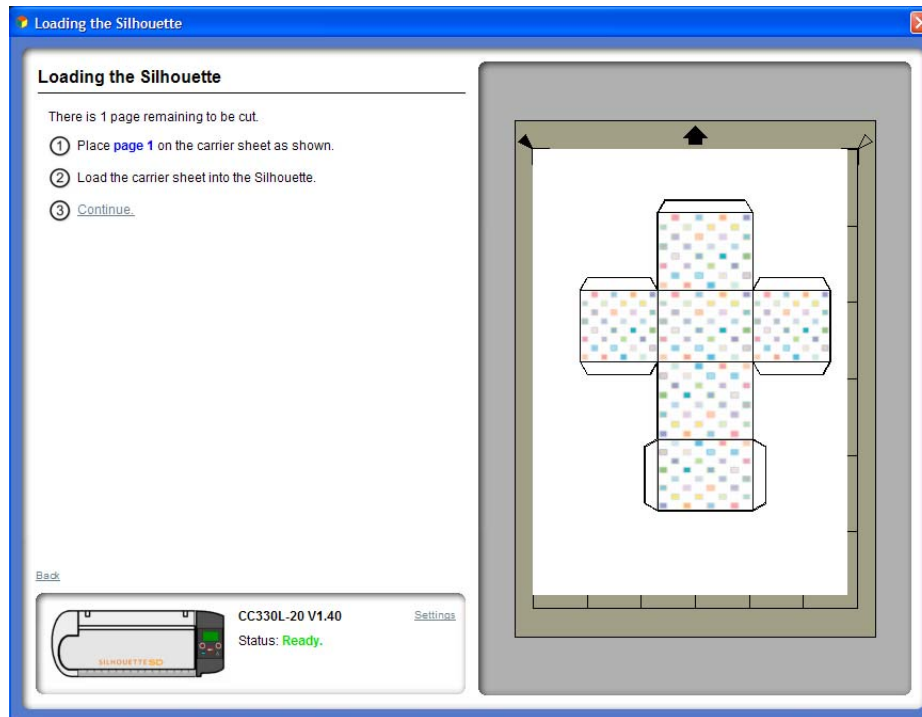 Loading the Silhouette
Loading the Silhouette
There is 1 page remaining to be cut.
1 Place page 1 on the carrier sheet as shown.
2 Load the carrier sheet into the Silhouette.
3 Continue.
Back
CC330L-20 V1.40
Settings
Status: Ready.
SILHOUETTE SD